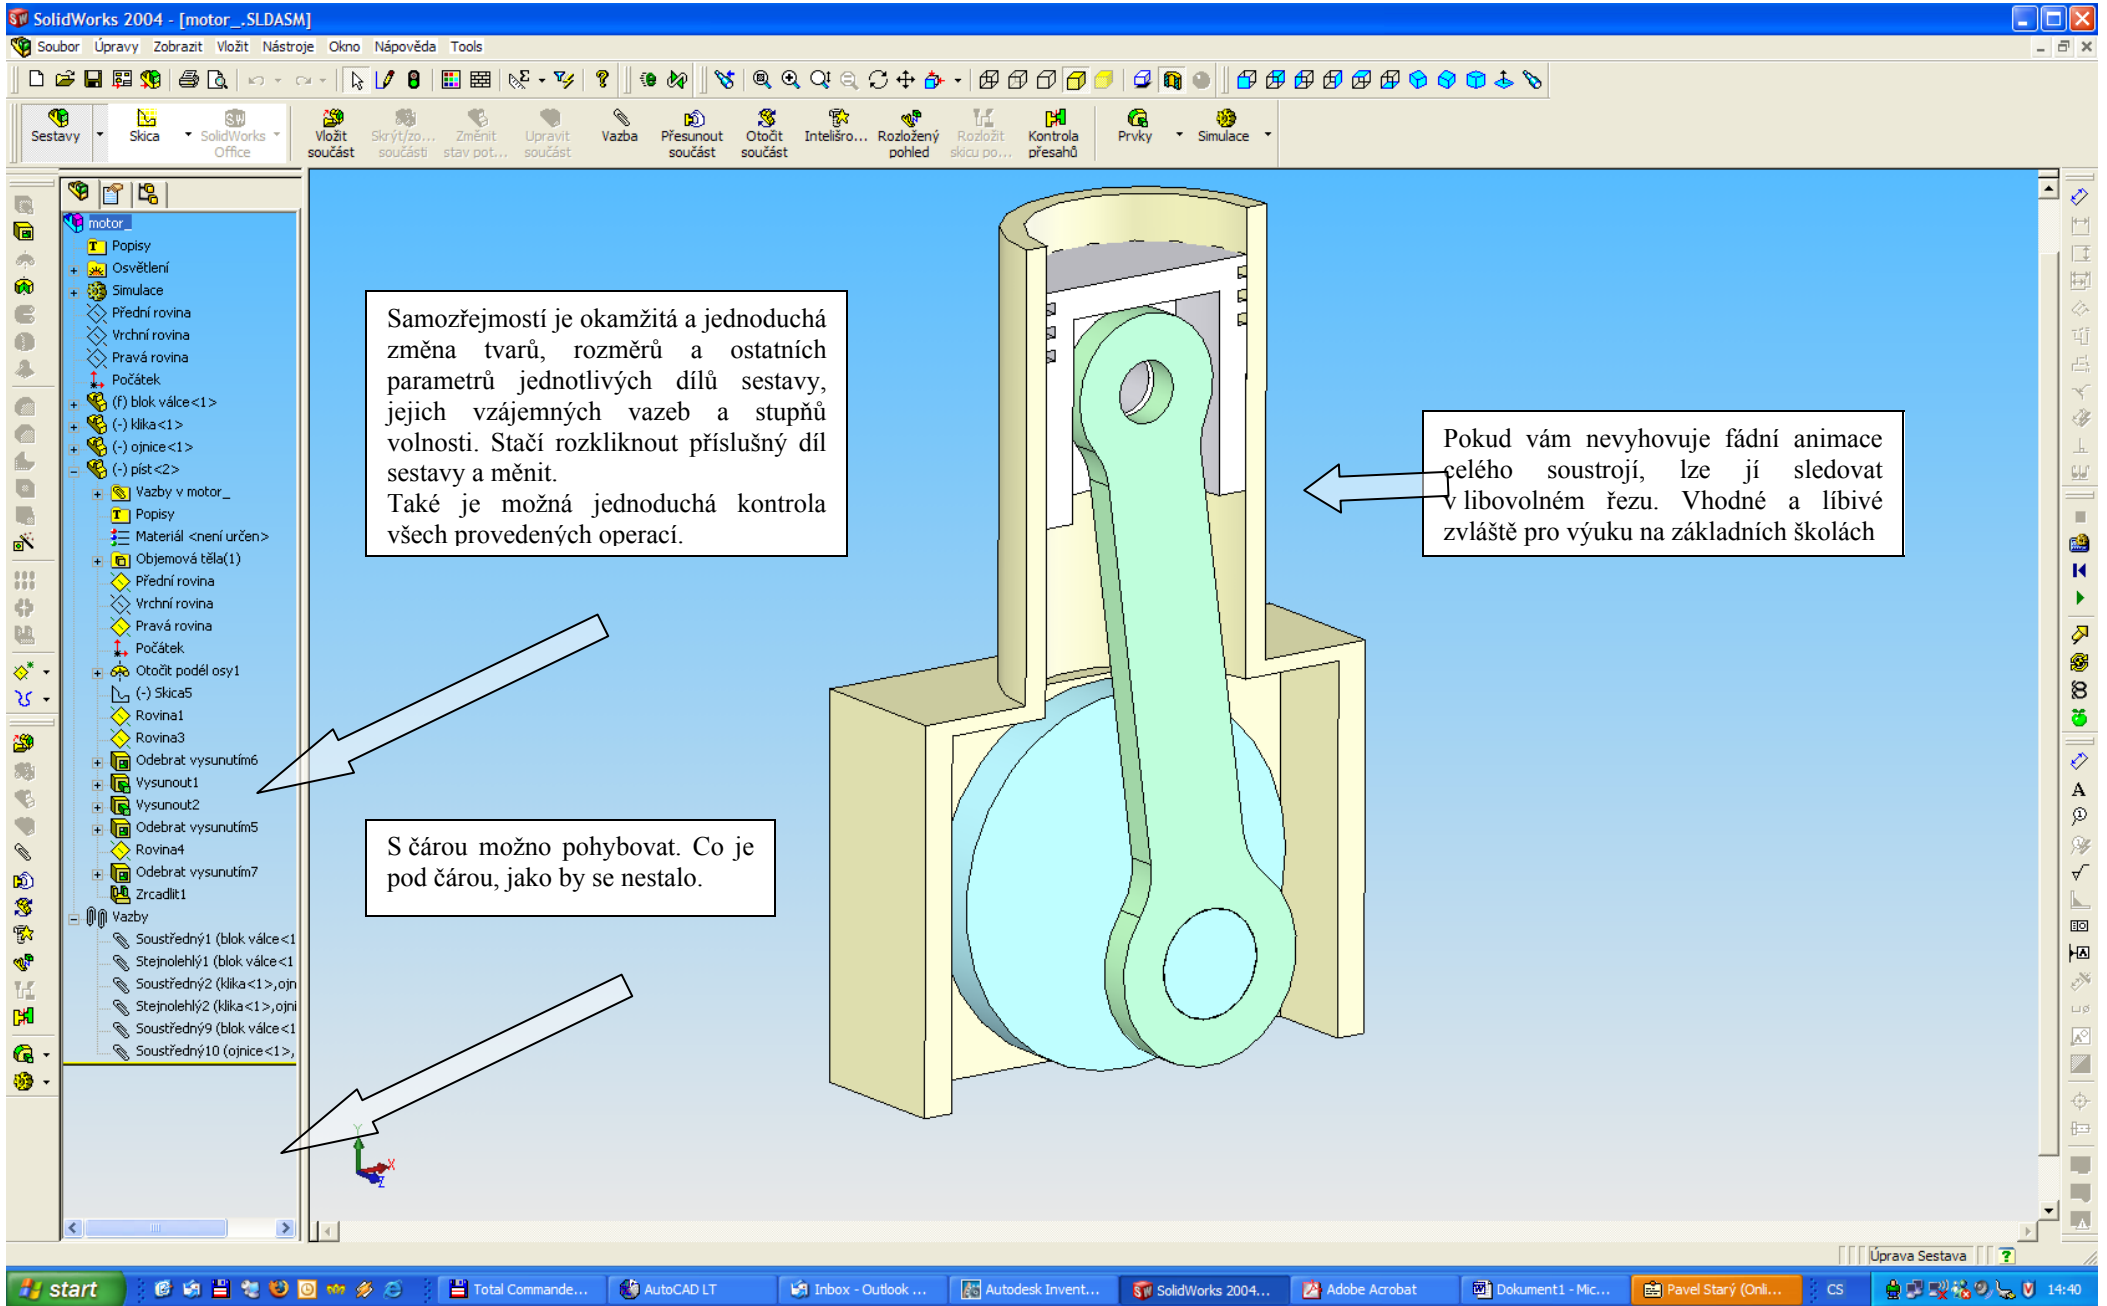 SolidWorks 2004 - [motor_.SLDASM]
Soubor Úpravy Zobrazit Vložit Nástroje Okno Nápověda Tools
Sestavy
Skica
SolidWorks Office
Vložit součást
Skrýt/zo... součásti
Změnit stav pot...
Upravit součást
Vazba
Přesunout součást
Otočit součást
Intelišro...
Rozložený pohled
Rozložit skicu po...
Kontrola přesahů
Prvky
Simulace
motor_
Popisy
Osvětlení
Simulace
Přední rovina
Vrchní rovina
Pravá rovina
Počátek
(f) blok válce<1>
(-) klika<1>
(-) ojnice<1>
(-) píst<2>
Vazby v motor_
Popisy
Materiál <není určen>
Objemová těla(1)
Přední rovina
Vrchní rovina
Pravá rovina
Počátek
Otočit podél osy1
(-) Skica5
Rovina1
Rovina3
Odebrat vysunutím6
Vysunout1
Vysunout2
Odebrat vysunutím5
Rovina4
Odebrat vysunutím7
Zrcadlit1
Vazby
Soustředný1 (blok válce<1
Stejnolehlý1 (blok válce<1
Soustředný2 (klika<1>,ojn
Stejnolehlý2 (klika<1>,ojni
Soustředný9 (blok válce<1
Soustředný10 (ojnice<1>,
Samozřejmostí je okamžitá a jednoduchá
změna tvarů, rozměrů a ostatních
parametrů jednotlivých dílů sestavy,
jejich vzájemných vazeb a stupňů
volnosti. Stačí rozkliknout příslušný díl
sestavy a měnit.
Také je možná jednoduchá kontrola
všech provedených operací.
Pokud vám nevyhovuje fádní animace
celého soustrojí, lze jí sledovat
v libovolném řezu. Vhodné a líbivé
zvláště pro výuku na základních školách
S čárou možno pohybovat. Co je
pod čárou, jako by se nestalo.
Y
X
Z
Úprava Sestava
start
Total Commande...
AutoCAD LT
Inbox - Outlook ...
Autodesk Invent...
SolidWorks 2004...
Adobe Acrobat
Dokument1 - Mic...
Pavel Starý (Onli...
CS
14:40